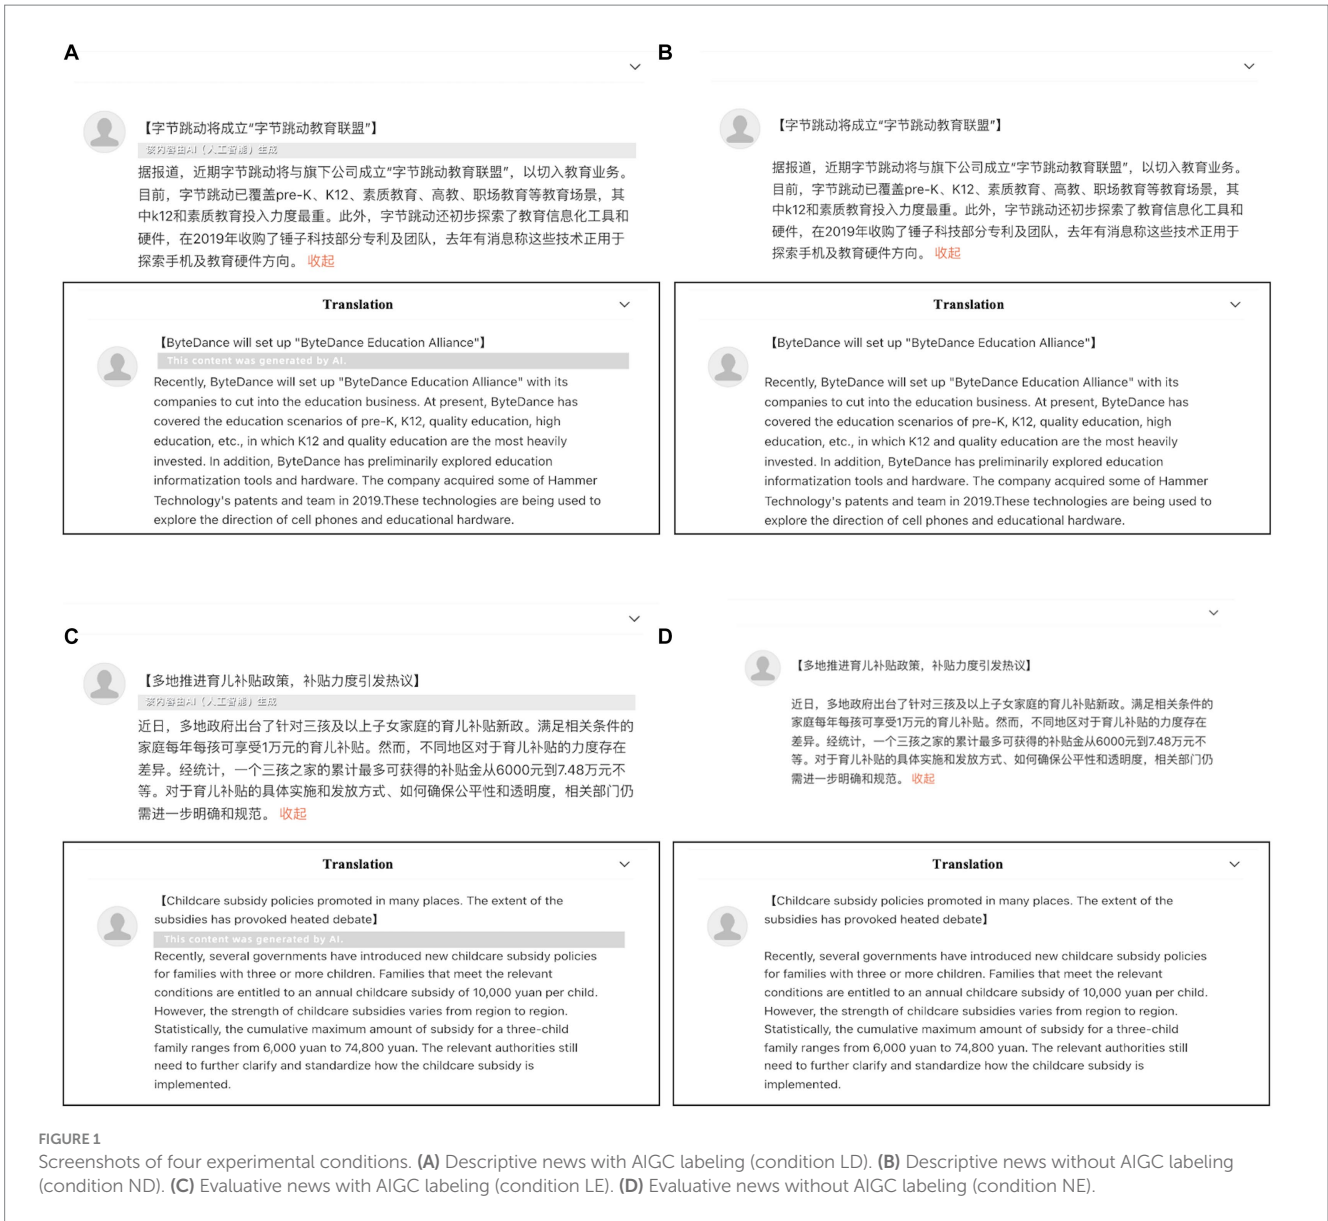 A
【字节跳动将成立“字节跳动教育联盟”】
该内容由AI（人工智能）生成
据报道，近期字节跳动将与旗下公司成立“字节跳动教育联盟”，以切入教育业务。
目前，字节跳动已覆盖pre-K、K12、素质教育、高教、职场教育等教育场景，其
中k12和素质教育投入力度最重。此外，字节跳动还初步探索了教育信息化工具和
硬件，在2019年收购了锤子科技部分专利及团队，去年有消息称这些技术正用于
探索手机及教育硬件方向。 收起
Translation
【ByteDance will set up "ByteDance Education Alliance"】
This content was generated by AI.
Recently, ByteDance will set up "ByteDance Education Alliance" with its
companies to cut into the education business. At present, ByteDance has
covered the education scenarios of pre-K, K12, quality education, high
education, etc., in which K12 and quality education are the most heavily
invested. In addition, ByteDance has preliminarily explored education
informatization tools and hardware. The company acquired some of Hammer
Technology's patents and team in 2019.These technologies are being used to
explore the direction of cell phones and educational hardware.
B
【字节跳动将成立“字节跳动教育联盟”】
据报道，近期字节跳动将与旗下公司成立“字节跳动教育联盟”，以切入教育业务。
目前，字节跳动已覆盖pre-K、K12、素质教育、高教、职场教育等教育场景，其
中k12和素质教育投入力度最重。此外，字节跳动还初步探索了教育信息化工具和
硬件，在2019年收购了锤子科技部分专利及团队，去年有消息称这些技术正用于
探索手机及教育硬件方向。 收起
Translation
【ByteDance will set up "ByteDance Education Alliance"】
Recently, ByteDance will set up "ByteDance Education Alliance" with its
companies to cut into the education business. At present, ByteDance has
covered the education scenarios of pre-K, K12, quality education, high
education, etc., in which K12 and quality education are the most heavily
invested. In addition, ByteDance has preliminarily explored education
informatization tools and hardware. The company acquired some of Hammer
Technology's patents and team in 2019.These technologies are being used to
explore the direction of cell phones and educational hardware.
C
【多地推进育儿补贴政策，补贴力度引发热议】
该内容由AI（人工智能）生成
近日，多地政府出台了针对三孩及以上子女家庭的育儿补贴新政。满足相关条件的
家庭每年每孩可享受1万元的育儿补贴。然而，不同地区对于育儿补贴的力度存在
差异。经统计，一个三孩之家的累计最多可获得的补贴金从6000元到7.48万元不
等。对于育儿补贴的具体实施和发放方式、如何确保公平性和透明度，相关部门仍
需进一步明确和规范。 收起
Translation
【Childcare subsidy policies promoted in many places. The extent of the
subsidies has provoked heated debate】
This content was generated by AI.
Recently, several governments have introduced new childcare subsidy policies
for families with three or more children. Families that meet the relevant
conditions are entitled to an annual childcare subsidy of 10,000 yuan per child.
However, the strength of childcare subsidies varies from region to region.
Statistically, the cumulative maximum amount of subsidy for a three-child
family ranges from 6,000 yuan to 74,800 yuan. The relevant authorities still
need to further clarify and standardize how the childcare subsidy is
implemented.
D
【多地推进育儿补贴政策，补贴力度引发热议】
近日，多地政府出台了针对三孩及以上子女家庭的育儿补贴新政。满足相关条件的
家庭每年每孩可享受1万元的育儿补贴。然而，不同地区对于育儿补贴的力度存在
差异。经统计，一个三孩之家的累计最多可获得的补贴金从6000元到7.48万元不
等。对于育儿补贴的具体实施和发放方式、如何确保公平性和透明度，相关部门仍
需进一步明确和规范。 收起
Translation
【Childcare subsidy policies promoted in many places. The extent of the
subsidies has provoked heated debate】
Recently, several governments have introduced new childcare subsidy policies
for families with three or more children. Families that meet the relevant
conditions are entitled to an annual childcare subsidy of 10,000 yuan per child.
However, the strength of childcare subsidies varies from region to region.
Statistically, the cumulative maximum amount of subsidy for a three-child
family ranges from 6,000 yuan to 74,800 yuan. The relevant authorities still
need to further clarify and standardize how the childcare subsidy is
implemented.
FIGURE 1
Screenshots of four experimental conditions. (A) Descriptive news with AIGC labeling (condition LD). (B) Descriptive news without AIGC labeling
(condition ND). (C) Evaluative news with AIGC labeling (condition LE). (D) Evaluative news without AIGC labeling (condition NE).